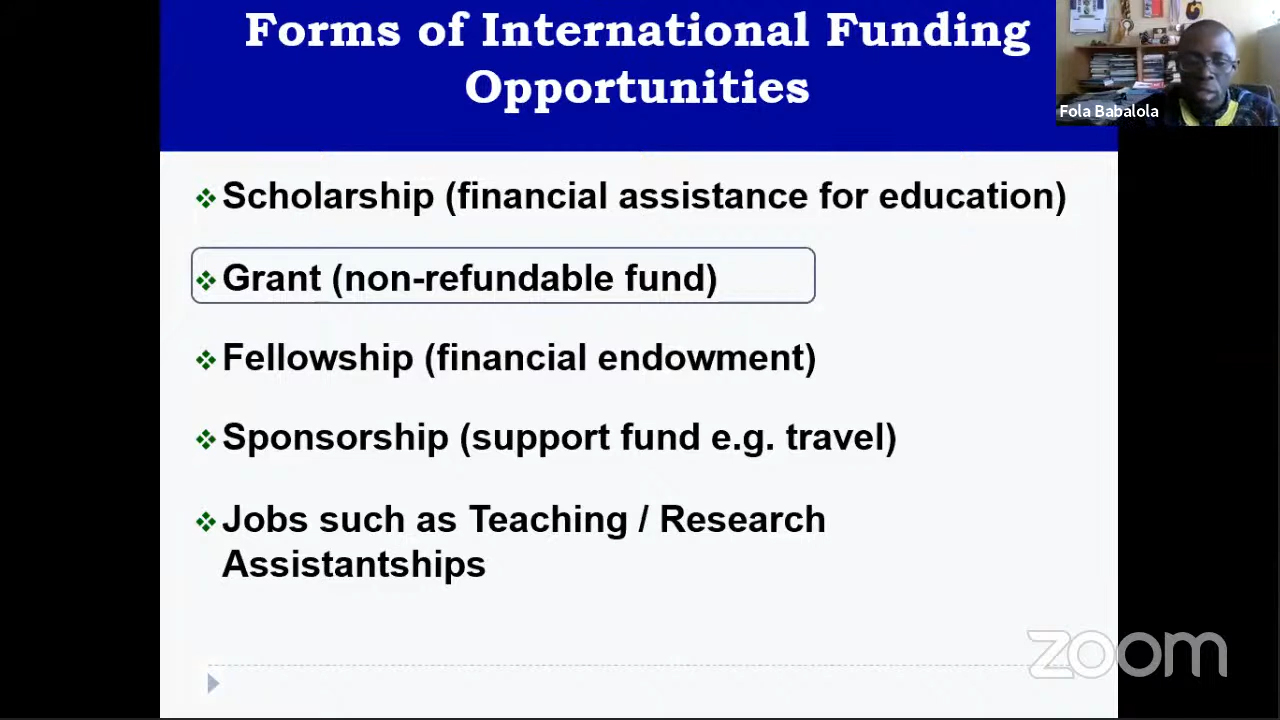 Forms of International Funding
Opportunities
Fola Babalola
Scholarship (financial assistance for education)
Grant (non-refundable fund)
Fellowship (financial endowment)
Sponsorship (support fund e.g. travel)
Jobs such as Teaching / Research
Assistantships
zoom